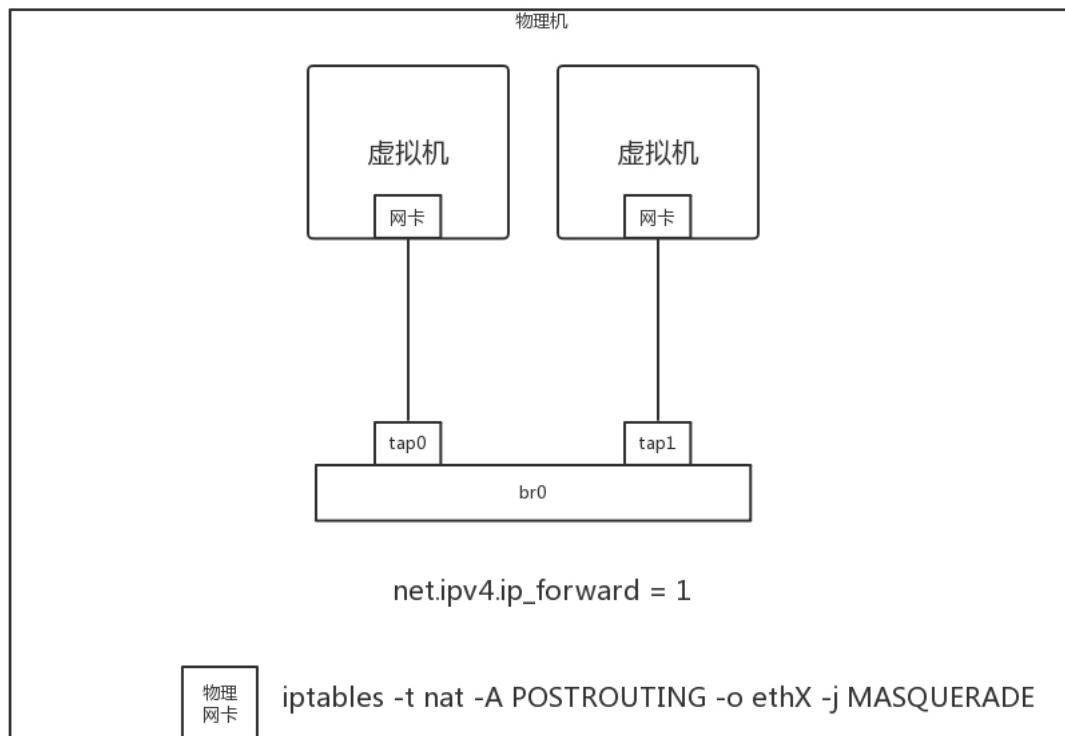 物理机
虚拟机 虚拟机
网卡 网卡
tap0 tap1
br0
net.ipv4.ip_forward = 1
物理
网卡
iptables -t nat -A POSTROUTING -o ethX -j MASQUERADE